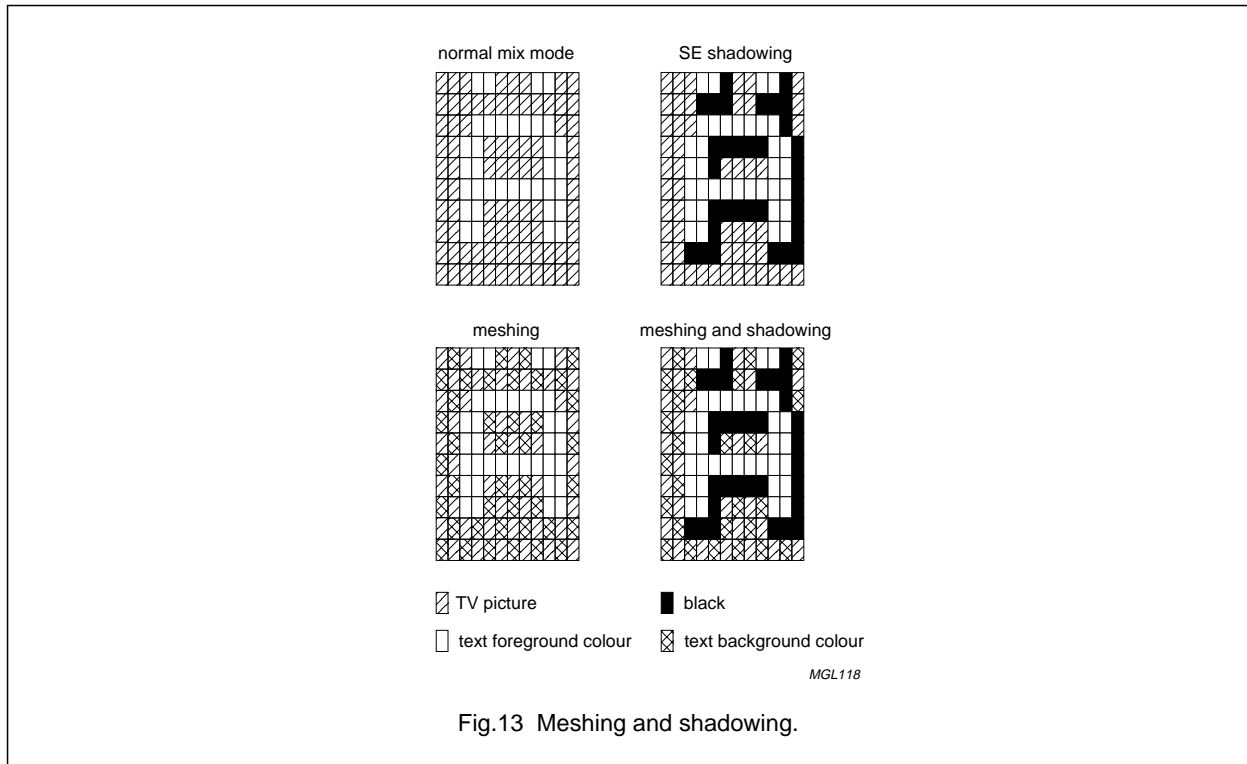 normal mix mode
SE shadowing
meshing
meshing and shadowing
TV picture
black
text foreground colour
text background colour
MGL118
Fig.13 Meshing and shadowing.